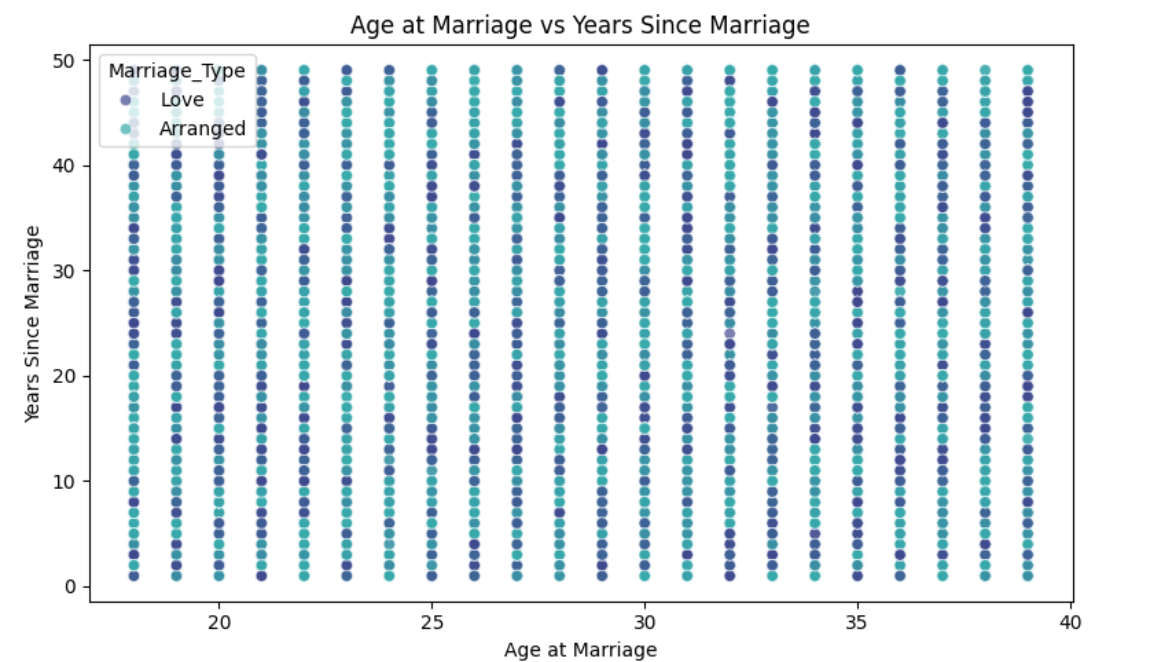 Age at Marriage vs Years Since Marriage
Marriage_Type
Love
Arranged
Years Since Marriage
50
40
30
20
10
0
20
25
30
35
40
Age at Marriage